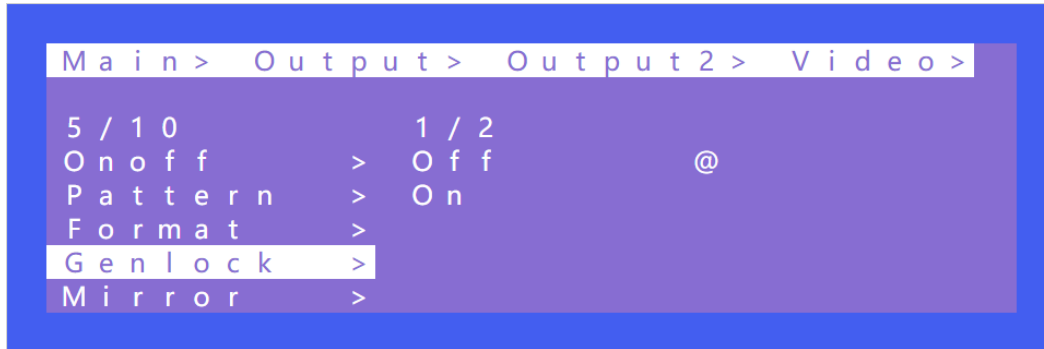 Main> Output> Output2> Video>
5/10 1/2
Onoff > Off @
Pattern > On
Format >
Genlock >
Mirror >